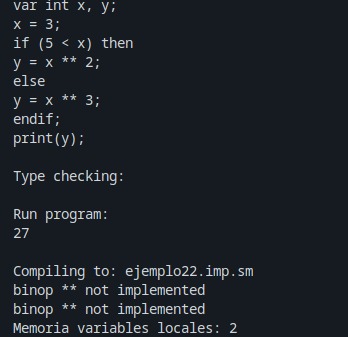 var int x, y;
x = 3;
if (5 < x) then
y = x ** 2;
else
y = x ** 3;
endif;
print(y);
Type checking:
Run program:
27
Compiling to: ejemplo22.imp.sm
binop ** not implemented
binop ** not implemented
Memoria variables locales: 2